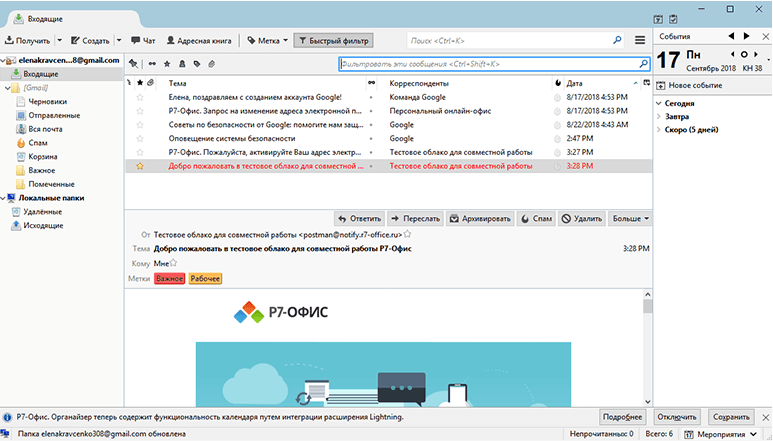 Входящие
Получить Создать Чат Адресная книга Метка Быстрый фильтр Поиск <Ctrl+K>
События
17 Пн
Сентябрь 2018 КН 38
Новое событие
Сегодня
Завтра
Скоро (5 дней)
elenakravcen...8@gmail.com
Входящие
[Gmail]
Черновики
Отправленные
Вся почта
Спам
Корзина
Важное
Помеченные
Локальные папки
Удалённые
Исходящие
Фильтровать эти сообщения <Ctrl+Shift+K>
Тема Корреспонденты Дата
Елена, поздравляем с созданием аккаунта Google! Команда Google 8/17/2018 4:53 PM
Р7-Офис. Запрос на изменение адреса электронной п... Персональный онлайн-офис 8/17/2018 4:53 PM
Советы по безопасности от Google: помогите нам защ... Google 8/22/2018 4:43 AM
Оповещение системы безопасности Google 2:47 PM
Р7-Офис. Пожалуйста, активируйте Ваш адрес электр... Тестовое облако для совместной работы 3:27 PM
Добро пожаловать в тестовое облако для совместной ... Тестовое облако для совместной работы 3:28 PM
Ответить Переслать Архивировать Спам Удалить Больше
От Тестовое облако для совместной работы <postman@notify.r7-office.ru>
Тема Добро пожаловать в тестовое облако для совместной работы Р7-Офис 3:28 PM
Кому Мне
Метки Важное Рабочее
Р7-ОФИС
Р7-Офис. Органайзер теперь содержит функциональность календаря путем интеграции расширения Lightning. Подробнее Отключить Сохранить
Папка elenakravcenko308@gmail.com обновлена Непрочитанных: 0 Всего: 6 17 Мероприятия